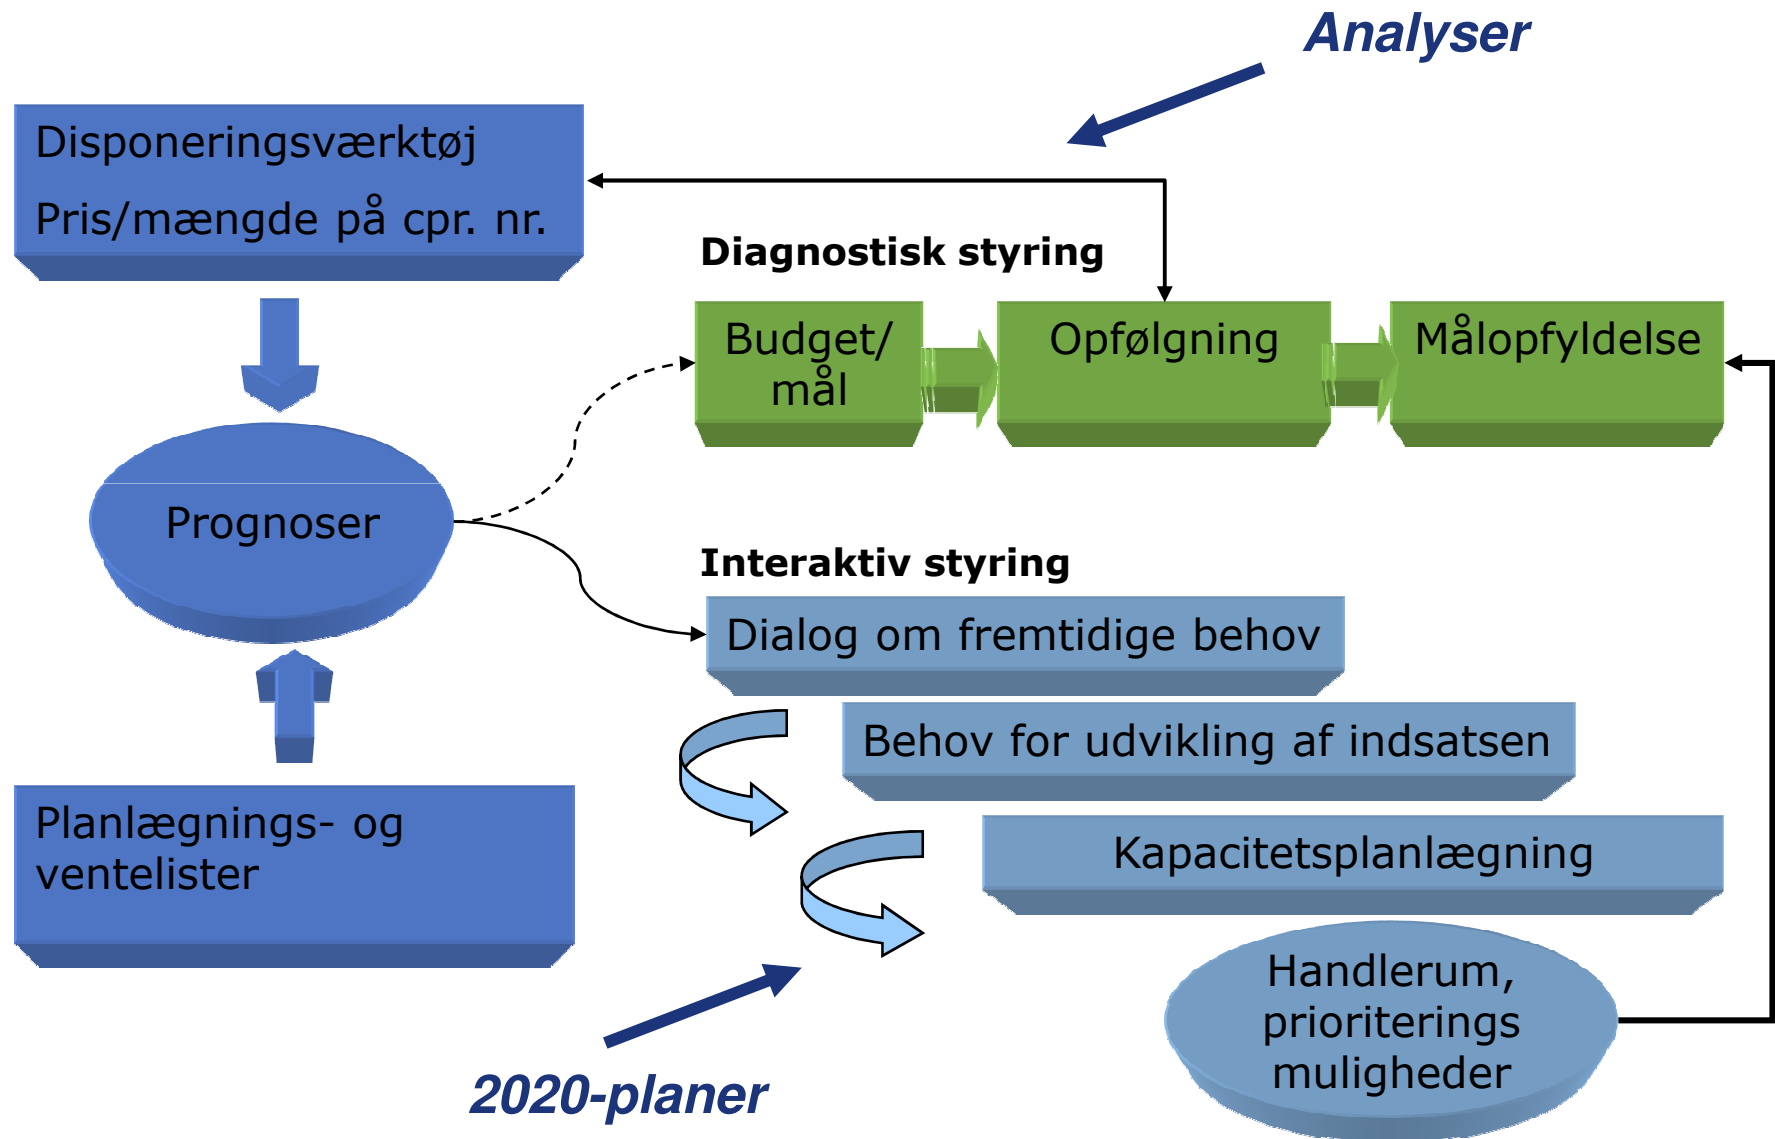 Analyser
Disponeringsværktøj
Pris/mængde på cpr. nr.
Diagnostisk styring
Budget/
mål
Opfølgning
Målopfyldelse
Prognoser
Interaktiv styring
Dialog om fremtidige behov
Behov for udvikling af indsatsen
Planlægnings- og
ventelister
Kapacitetsplanlægning
Handlerum,
prioriterings
muligheder
2020-planer